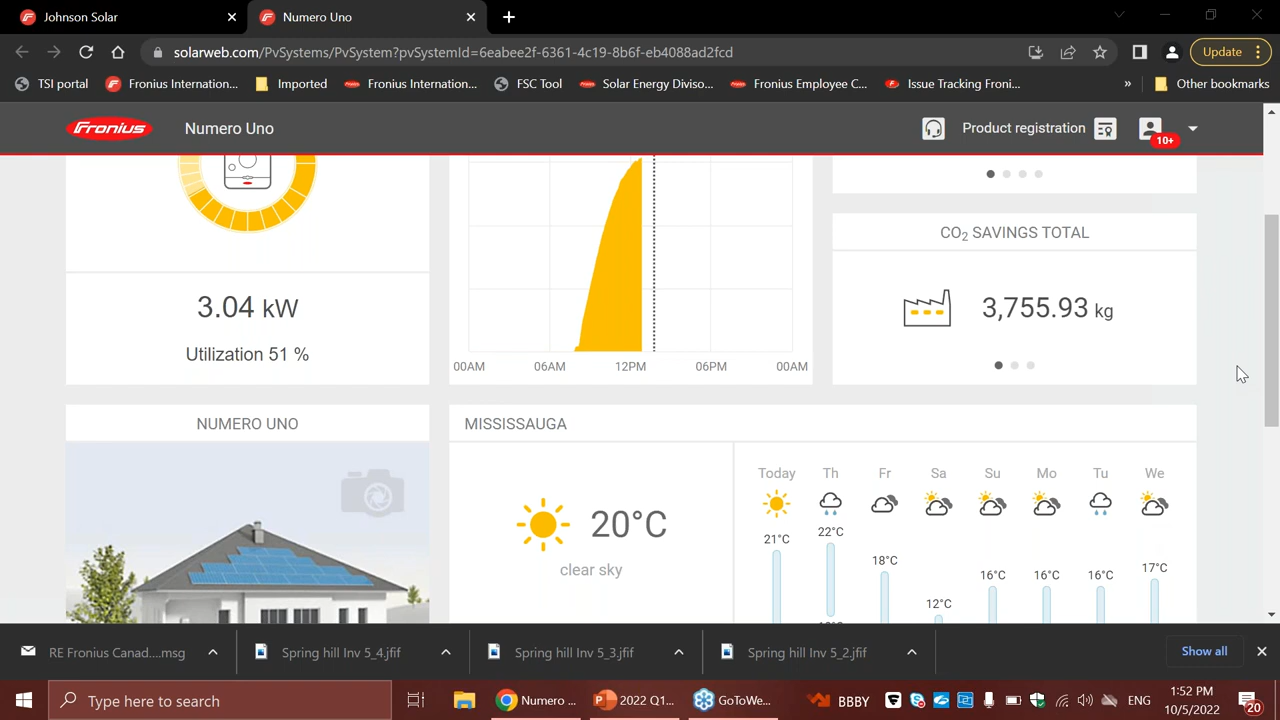 Johnson Solar
Numero Uno
solarweb.com/PvSystems/PvSystem?pvSystemId=6eabee2f-6361-4c19-8b6f-eb4088ad2fcd
Update
TSI portal
Fronius Internation...
Imported
Fronius Internation...
FSC Tool
Solar Energy Diviso...
Fronius Employee C...
Issue Tracking Froni...
»
Other bookmarks
Fronius
Numero Uno
Product registration
10+
3.04 kW
Utilization 51 %
00AM 06AM 12PM 06PM 00AM
CO2 SAVINGS TOTAL
3,755.93 kg
NUMERO UNO
MISSISSAUGA
20°C
clear sky
Today Th Fr Sa Su Mo Tu We
21°C 22°C 18°C 12°C 16°C 16°C 16°C 17°C
RE Fronius Canad....msg
Spring hill Inv 5_4.jfif
Spring hill Inv 5_3.jfif
Spring hill Inv 5_2.jfif
Show all
Type here to search
Numero ...
2022 Q1...
GoToWe...
BBBY
ENG
1:52 PM
10/5/2022
20